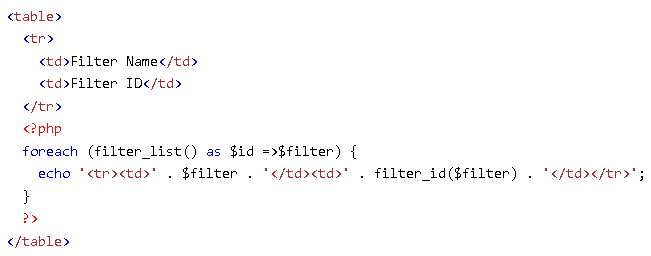 <table>
  <tr>
    <td>Filter Name</td>
    <td>Filter ID</td>
  </tr>
  <?php
  foreach (filter_list() as $id =>$filter) {
    echo '<tr><td>' . $filter . '</td><td>' . filter_id($filter) . '</td></tr>';
  }
  ?>
</table>